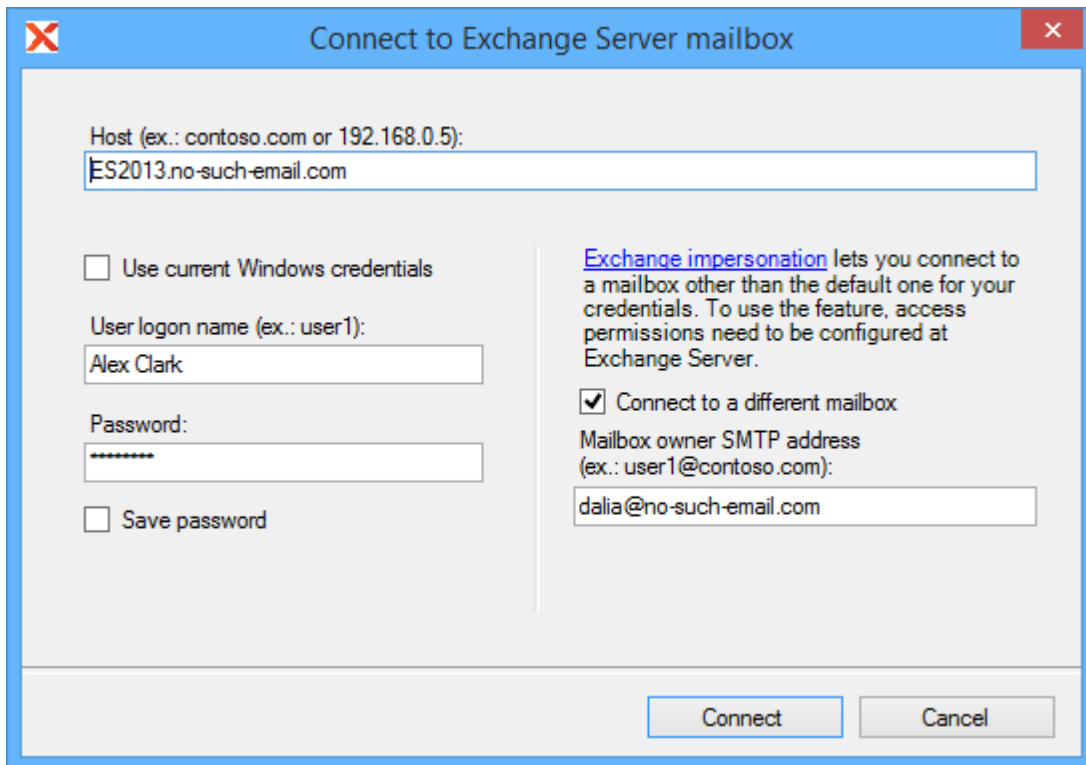 Connect to Exchange Server mailbox
Host (ex.: contoso.com or 192.168.0.5):
ES2013.no-such-email.com
Use current Windows credentials
User logon name (ex.: user1):
Alex Clark
Password:
********
Save password
Exchange impersonation lets you connect to
a mailbox other than the default one for your
credentials. To use the feature, access
permissions need to be configured at
Exchange Server.
Connect to a different mailbox
Mailbox owner SMTP address
(ex.: user1@contoso.com):
dalia@no-such-email.com
Connect
Cancel